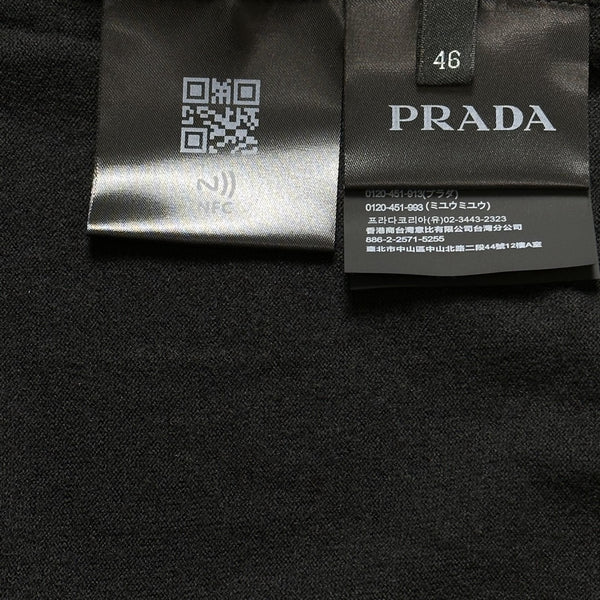 46
PRADA
NFC
0120-451-913(プラダ)
0120-451-993 (ミユウミユウ)
프라다코리아(유)02-3443-2323
香港商台灣意比有限公司台灣分公司
886-2-2571-5255
臺北市中山區中山北路二段44號12樓A室